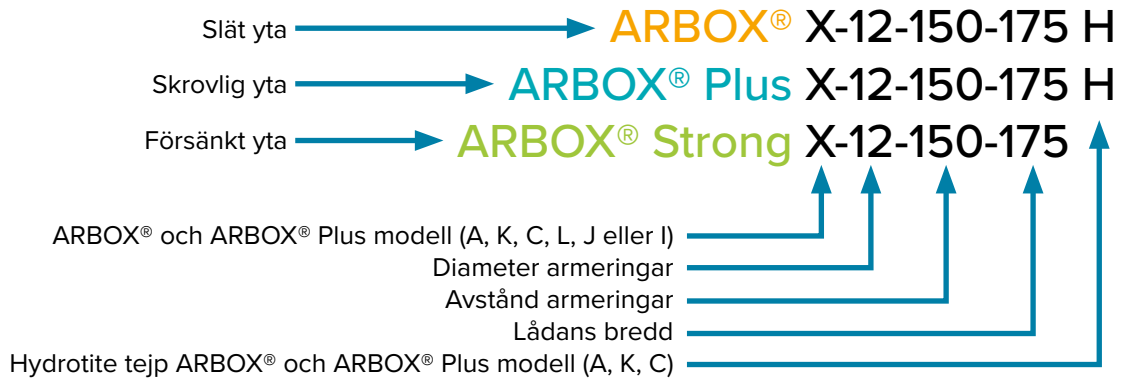 Slät yta ARBOX® X-12-150-175 H
Skrovlig yta ARBOX® Plus X-12-150-175 H
Försänkt yta ARBOX® Strong X-12-150-175
ARBOX® och ARBOX® Plus modell (A, K, C, L, J eller I)
Diameter armeringar
Avstånd armeringar
Lådans bredd
Hydrotite tejp ARBOX® och ARBOX® Plus modell (A, K, C)